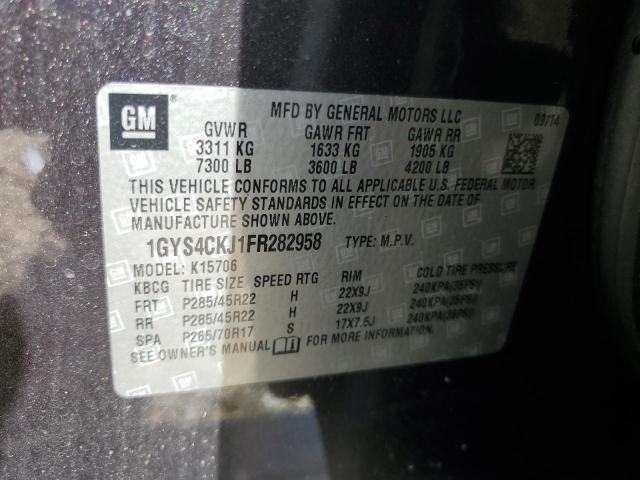 GM ®
MFD BY GENERAL MOTORS LLC 09/14
GVWR GAWR FRT GAWR RR
3311 KG 1633 KG 1905 KG
7300 LB 3600 LB 4200 LB
THIS VEHICLE CONFORMS TO ALL APPLICABLE U.S. FEDERAL MOTOR
VEHICLE SAFETY STANDARDS IN EFFECT ON THE DATE OF
MANUFACTURE SHOWN ABOVE.
1GYS4CKJ1FR282958 TYPE: M.P.V.
MODEL: K15706
KBCG TIRE SIZE SPEED RTG RIM COLD TIRE PRESSURE
FRT P285/45R22 H 22X9J 240KPA(35PSI)
RR P285/45R22 H 22X9J 240KPA(35PSI)
SPA P265/70R17 S 17X7.5J 240KPA(35PSI)
SEE OWNER'S MANUAL FOR MORE INFORMATION.